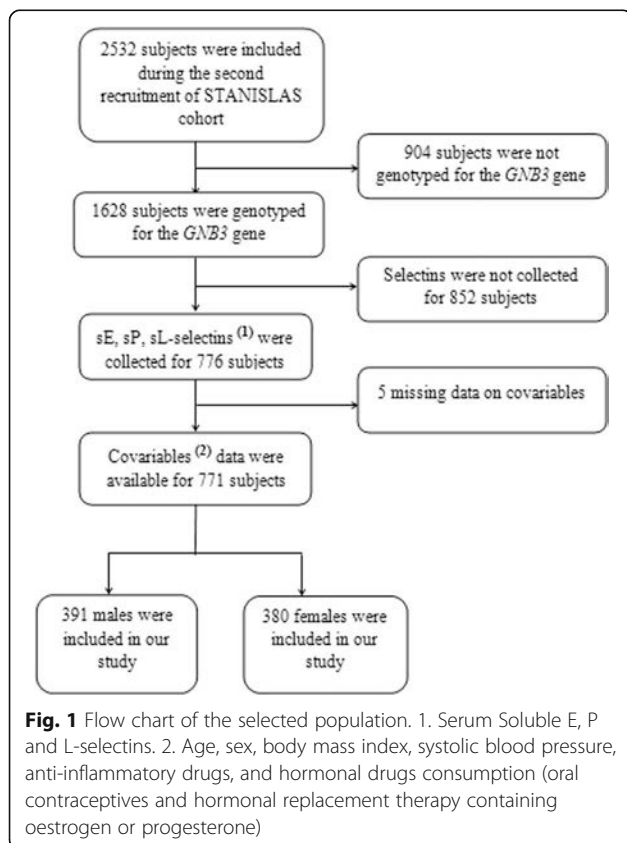 2532 subjects were included
during the second
recruitment of STANISLAS
cohort
904 subjects were not
genotyped for the GNB3 gene
1628 subjects were genotyped
for the GNB3 gene
Selectins were not collected
for 852 subjects
sE, sP, sL-selectins (1) were
collected for 776 subjects
5 missing data on covariables
Covariables (2) data were
available for 771 subjects
391 males were
included in our
study
380 females were
included in our
study
Fig. 1 Flow chart of the selected population. 1. Serum Soluble E, P
and L-selectins. 2. Age, sex, body mass index, systolic blood pressure,
anti-inflammatory drugs, and hormonal drugs consumption (oral
contraceptives and hormonal replacement therapy containing
oestrogen or progesterone)